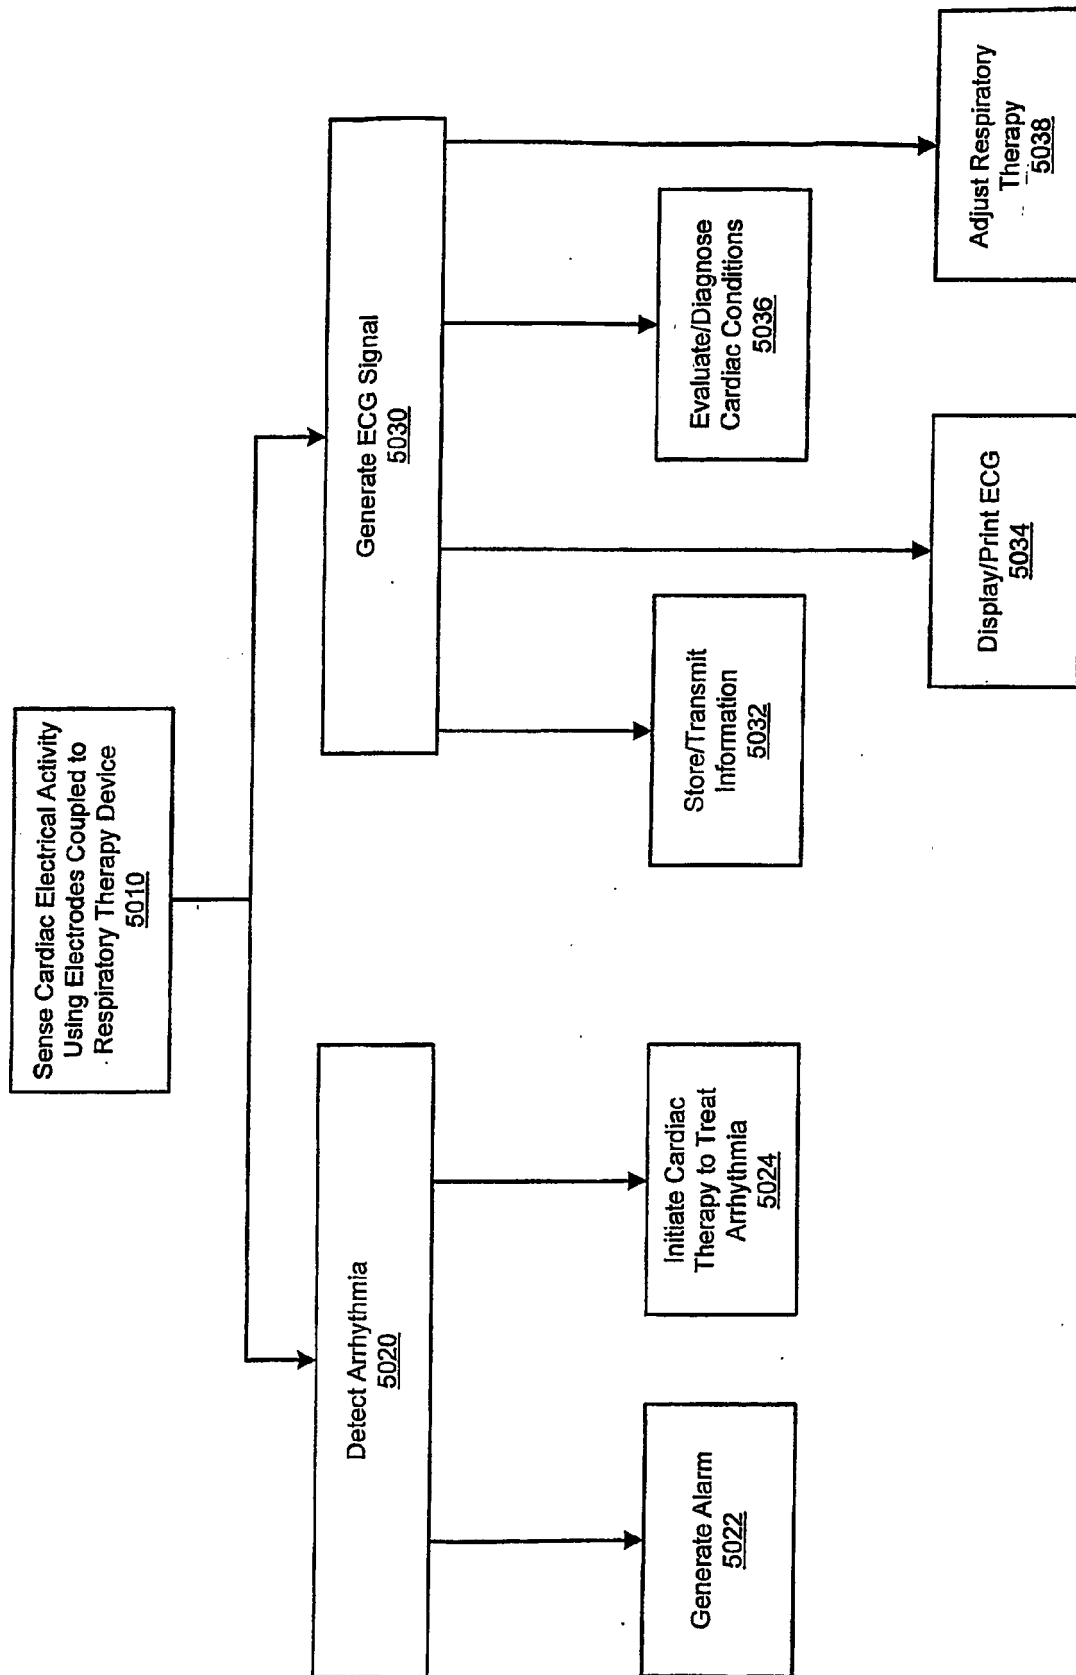 Sense Cardiac Electrical Activity
Using Electrodes Coupled to
Respiratory Therapy Device
5010
Detect Arrhythmia
5020
Generate ECG Signal
5030
Generate Alarm
5022
Initiate Cardiac
Therapy to Treat
Arrhythmia
5024
Store/Transmit
Information
5032
Evaluate/Diagnose
Cardiac Conditions
5036
Display/Print ECG
5034
Adjust Respiratory
Therapy
5038